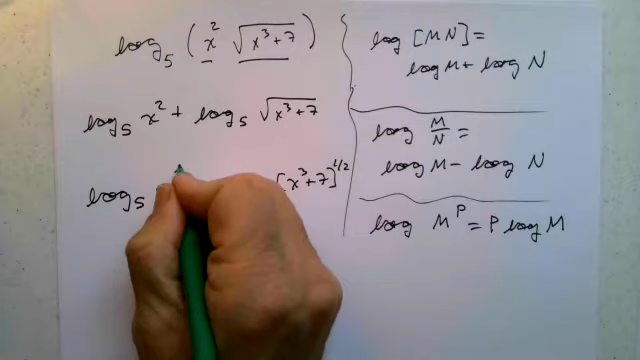 log₅ (x² √(x³+7))
log₅ x² + log₅ √(x³+7)
log₅ [x³+7]^1/2
log [MN] =
log M + log N
log M/N =
log M - log N
log M^P = P log M